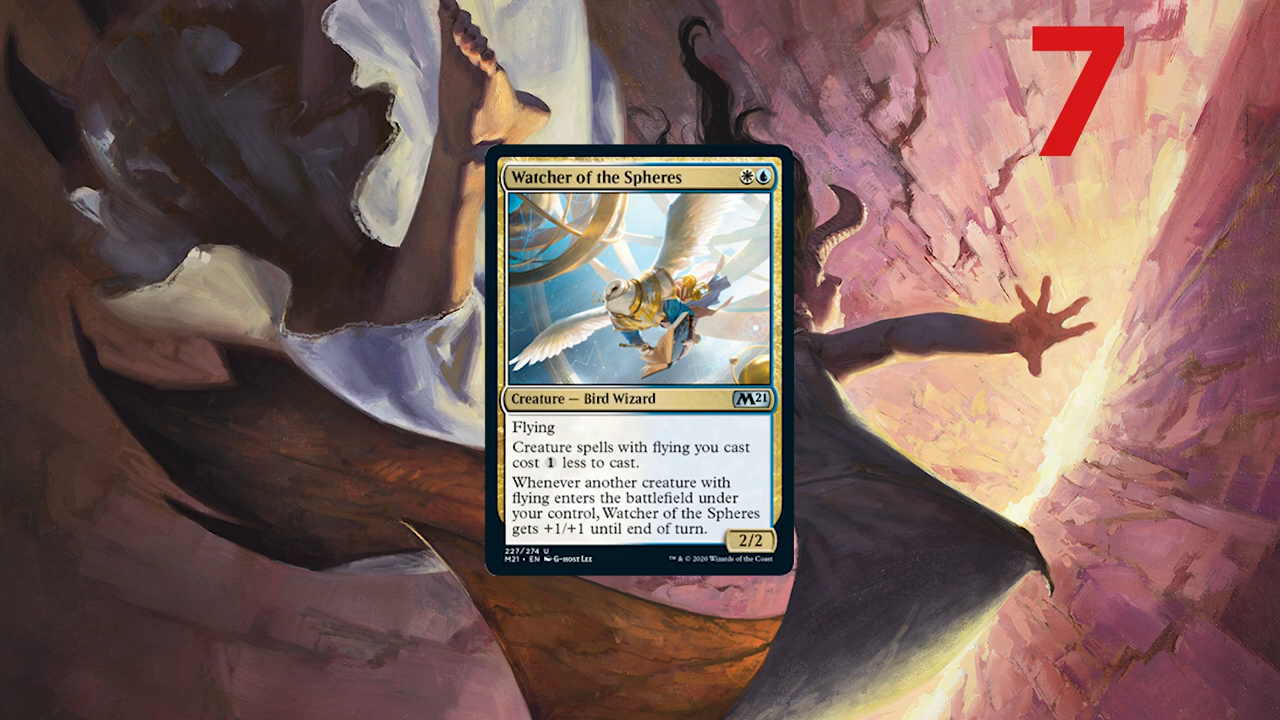 7
Watcher of the Spheres
Creature — Bird Wizard
M21
Flying
Creature spells with flying you cast
cost 1 less to cast.
Whenever another creature with
flying enters the battlefield under
your control, Watcher of the Spheres
gets +1/+1 until end of turn.
2/2
227/274 U
M21 • EN G-host Lee
™ & © 2020 Wizards of the Coast